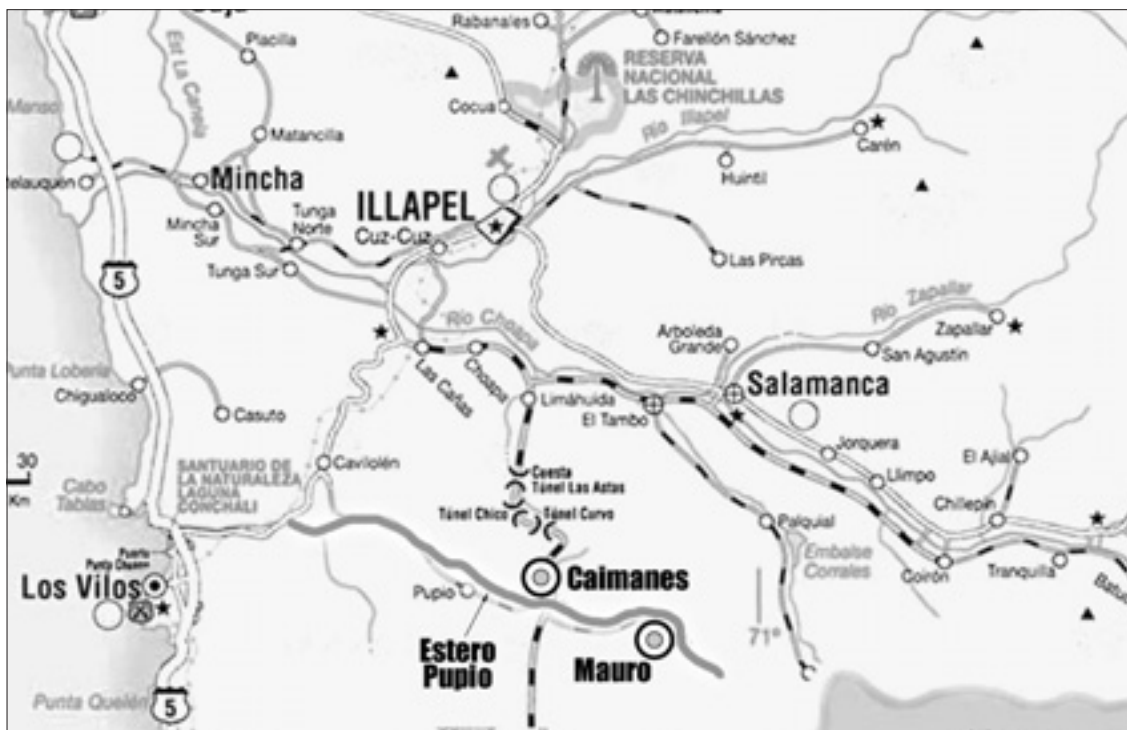 Rabanales
Placilla
Farellón Sánchez
Est La Canela
RESERVA
NACIONAL
LAS CHINCHILLAS
Manso
Cocua
Río Illapel
Matancilla
Carén
Huintil
Mincha
ILLAPEL
Mincha
Sur
Tunga
Norte
Cuz-Cuz
Las Pircas
Tunga Sur
5
Río Choapa
Río Zapallar
Zapallar
Arboleda
Grande
San Agustín
Punta Lobería
Chigualoco
Las Cañas
Choapa
Salamanca
Limáhuida
El Tambo
Casuto
Jorquera
30
Km
SANTUARIO DE
LA NATURALEZA
LAGUNA
CONCHALI
Cavilolén
Cuesta
Túnel Las Astas
El Ajial
Llimpo
Cabo
Tablas
Túnel Chico
Túnel Curvo
Chillepín
Palquial
Embalse
Corrales
Coirón
Tranquilla
Los Vilos
Caimanes
Pupío
71º
Estero
Pupío
Mauro
Punta Quelén
5